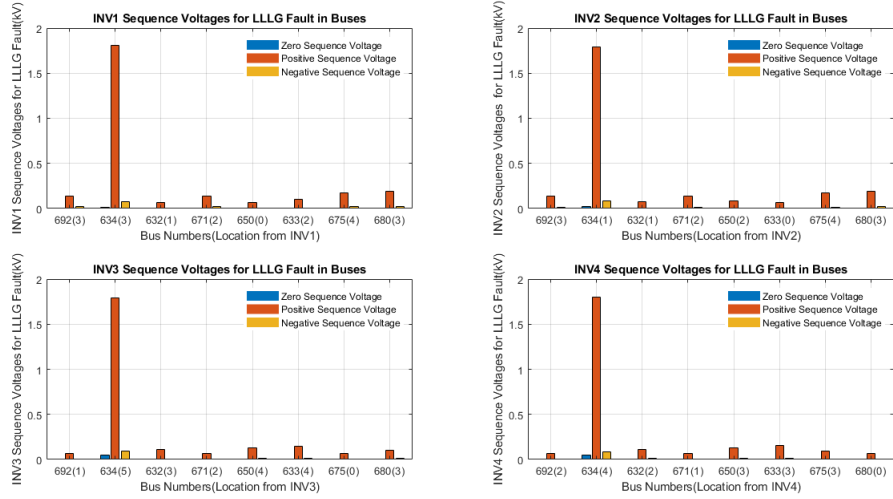 INV1 Sequence Voltages for LLLG Fault in Buses
INV1 Sequence Voltages for LLLG Fault(kV)
2
1.5
1
0.5
0
Zero Sequence Voltage
Positive Sequence Voltage
Negative Sequence Voltage
692(3) 634(3) 632(1) 671(2) 650(0) 633(2) 675(4) 680(3)
Bus Numbers(Location from INV1)
INV2 Sequence Voltages for LLLG Fault in Buses
INV2 Sequence Voltages for LLLG Fault(kV)
2
1.5
1
0.5
0
Zero Sequence Voltage
Positive Sequence Voltage
Negative Sequence Voltage
692(3) 634(1) 632(1) 671(2) 650(2) 633(0) 675(4) 680(3)
Bus Numbers(Location from INV2)
INV3 Sequence Voltages for LLLG Fault in Buses
INV3 Sequence Voltages for LLLG Fault(kV)
2
1.5
1
0.5
0
Zero Sequence Voltage
Positive Sequence Voltage
Negative Sequence Voltage
692(1) 634(5) 632(3) 671(2) 650(4) 633(4) 675(0) 680(3)
Bus Numbers(Location from INV3)
INV4 Sequence Voltages for LLLG Fault in Buses
INV4 Sequence Voltages for LLLG Fault(kV)
2
1.5
1
0.5
0
Zero Sequence Voltage
Positive Sequence Voltage
Negative Sequence Voltage
692(2) 634(4) 632(2) 671(1) 650(3) 633(3) 675(3) 680(0)
Bus Numbers(Location from INV4)